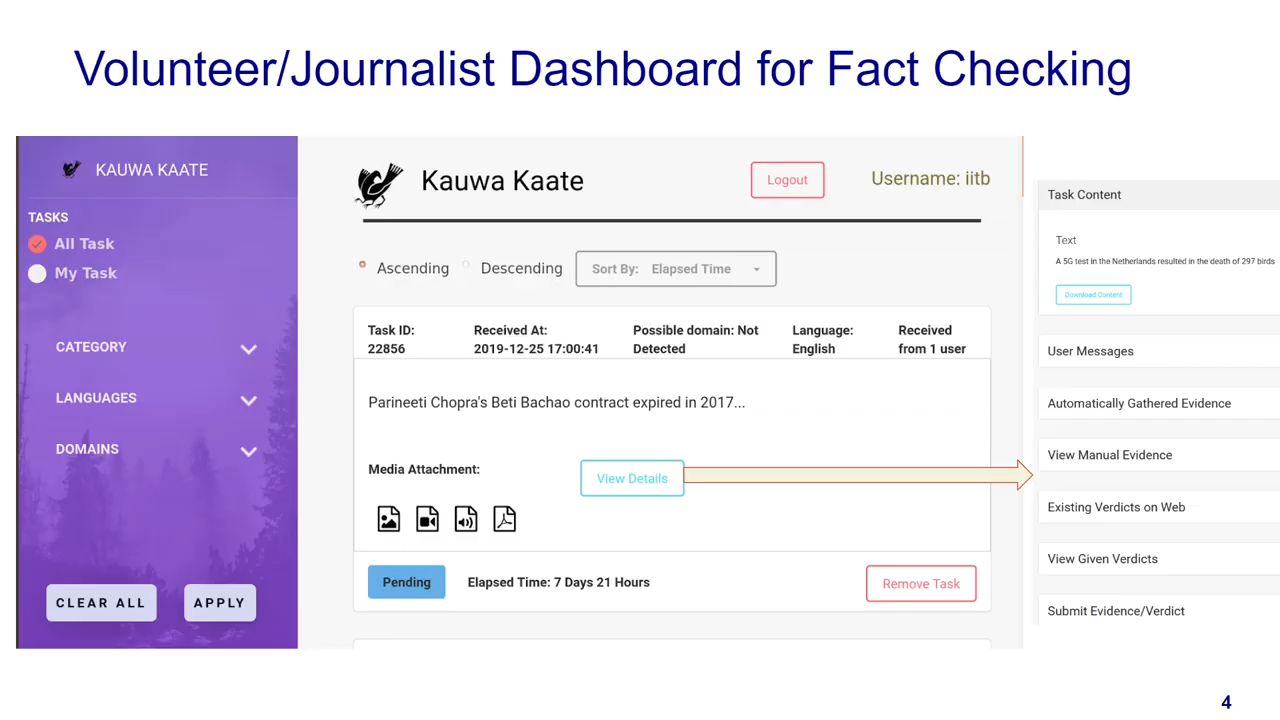 Volunteer/Journalist Dashboard for Fact Checking
KAUWA KAATE
TASKS
All Task
My Task
CATEGORY
LANGUAGES
DOMAINS
CLEAR ALL
APPLY
Kauwa Kaate
Logout
Username: iitb
Ascending
Descending
Sort By: Elapsed Time
Task ID:
22856
Received At:
2019-12-25 17:00:41
Possible domain: Not
Detected
Language:
English
Received
from 1 user
Parineeti Chopra's Beti Bachao contract expired in 2017...
Media Attachment:
View Details
Pending
Elapsed Time: 7 Days 21 Hours
Remove Task
Task Content
Text
A 5G test in the Netherlands resulted in the death of 297 birds
Download Content
User Messages
Automatically Gathered Evidence
View Manual Evidence
Existing Verdicts on Web
View Given Verdicts
Submit Evidence/Verdict
4